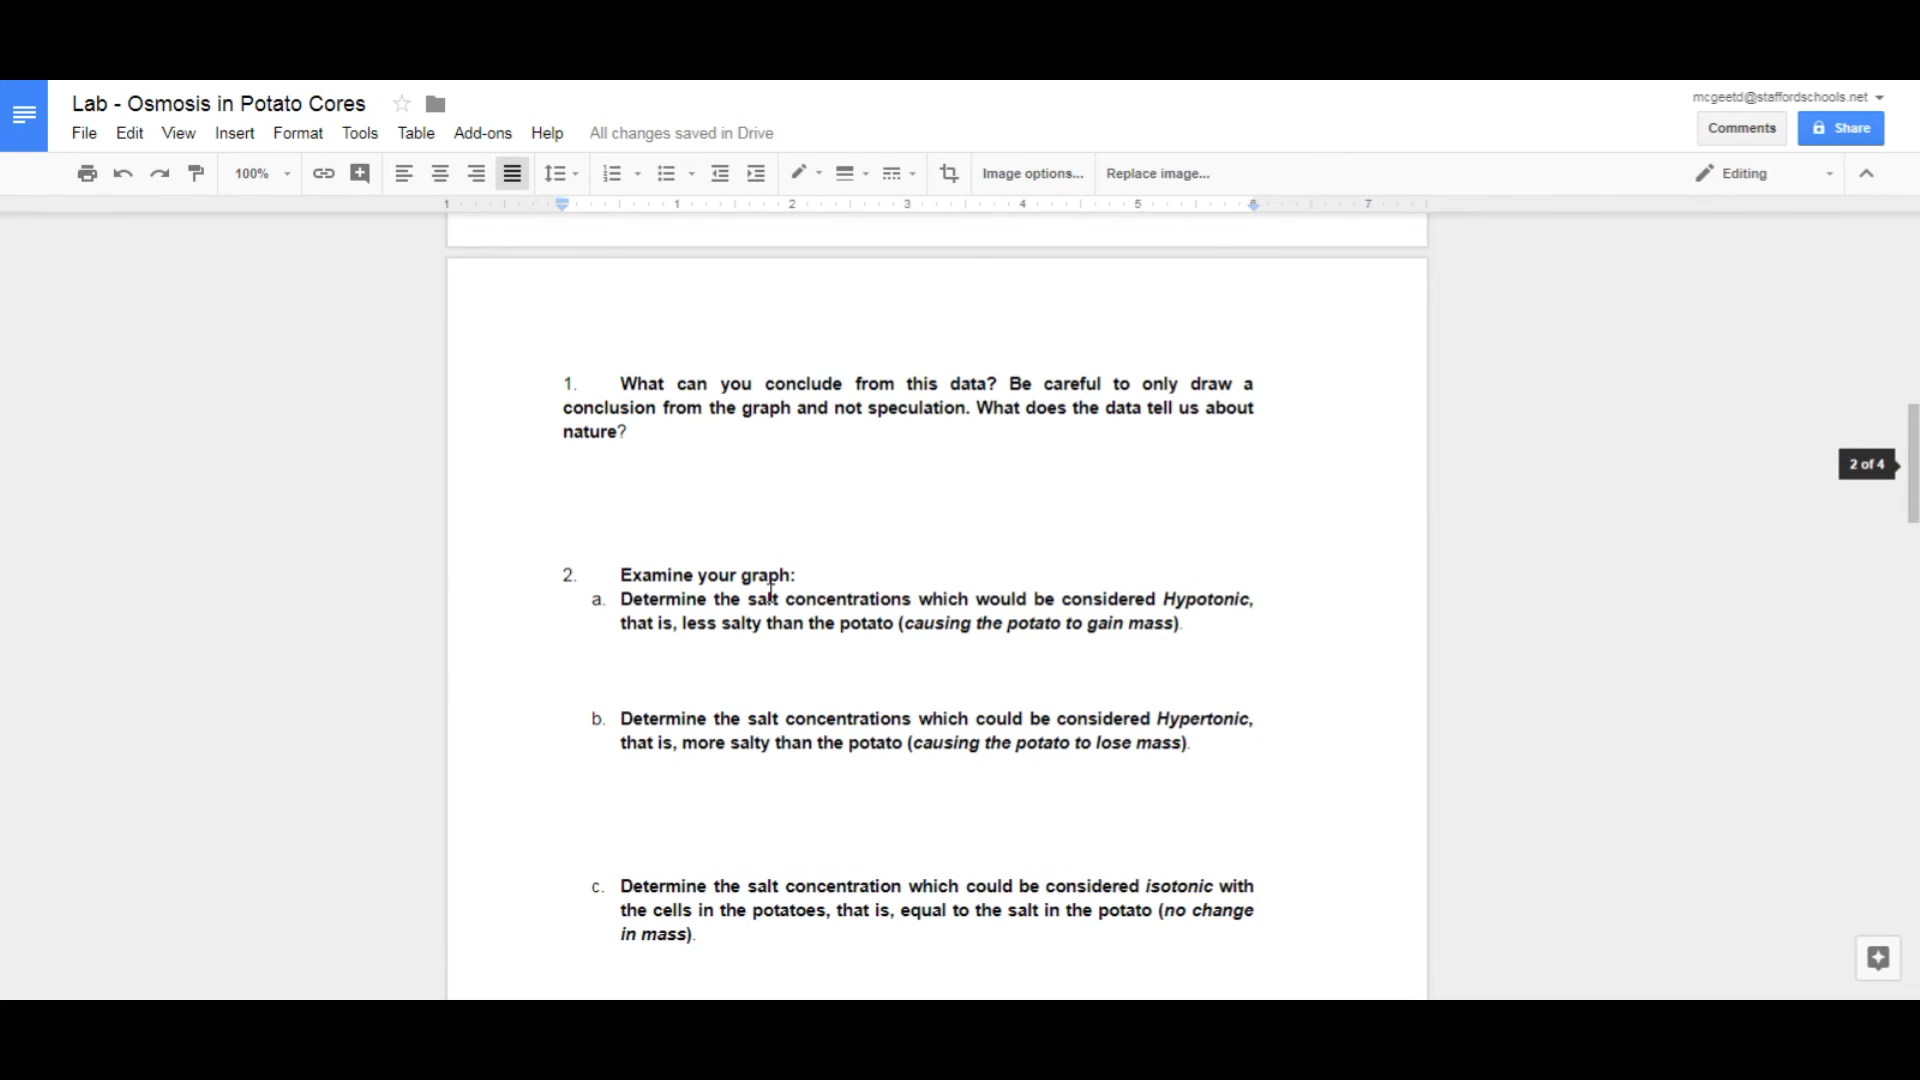 Lab - Osmosis in Potato Cores
mcgeetd@staffordschools.net
File Edit View Insert Format Tools Table Add-ons Help All changes saved in Drive
Comments Share
100% Image options... Replace image... Editing
1 1 2 3 4 5 6 7
1. What can you conclude from this data? Be careful to only draw a
conclusion from the graph and not speculation. What does the data tell us about
nature?
2 of 4
2. Examine your graph:
a. Determine the salt concentrations which would be considered Hypotonic,
that is, less salty than the potato (causing the potato to gain mass).
b. Determine the salt concentrations which could be considered Hypertonic,
that is, more salty than the potato (causing the potato to lose mass).
c. Determine the salt concentration which could be considered isotonic with
the cells in the potatoes, that is, equal to the salt in the potato (no change
in mass).